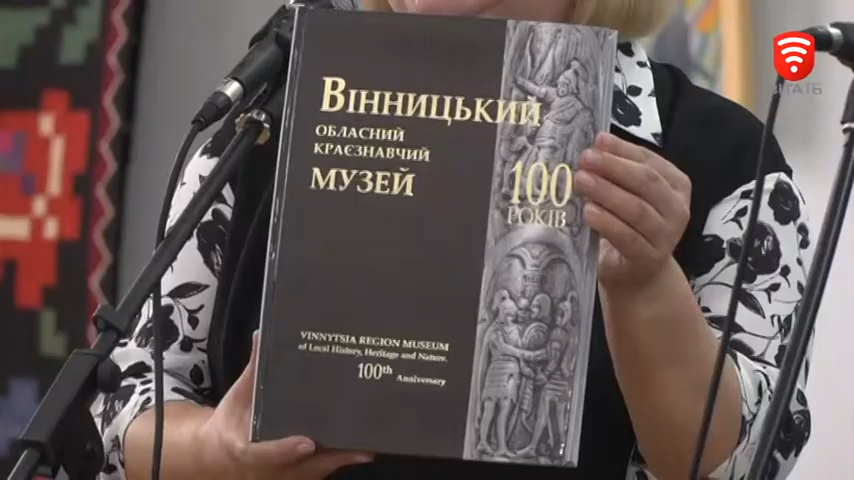 ВІННИЦЬКИЙ
ОБЛАСНИЙ
КРАЄЗНАВЧИЙ
МУЗЕЙ
100
РОКІВ
VINNYTSIA REGION MUSEUM
of Local History, Heritage and Nature.
100th Anniversary